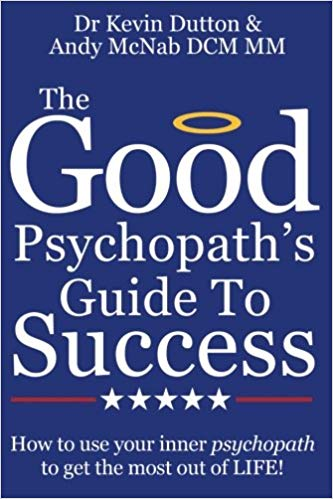 Dr Kevin Dutton &
Andy McNab DCM MM
The
Good
Psychopath's
Guide To
Success
How to use your inner psychopath
to get the most out of LIFE!